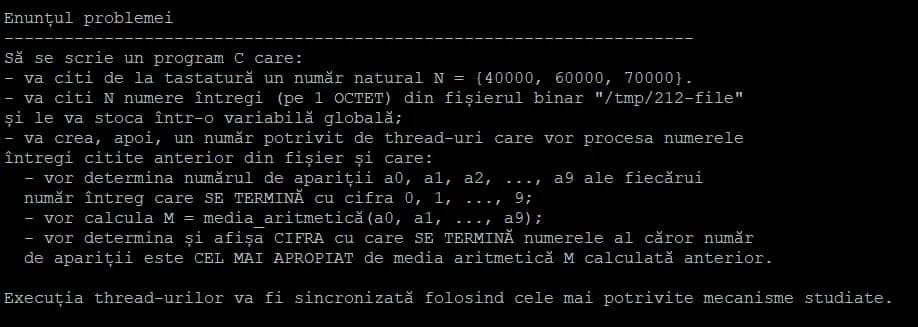 Enunțul problemei
---------------------------------------------------------------------------
Să se scrie un program C care:
- va citi de la tastatură un număr natural N = {40000, 60000, 70000}.
- va citi N numere întregi (pe 1 OCTET) din fișierul binar "/tmp/212-file"
și le va stoca într-o variabilă globală;
- va crea, apoi, un număr potrivit de thread-uri care vor procesa numerele
întregi citite anterior din fișier și care:
- vor determina numărul de apariții a0, a1, a2, ..., a9 ale fiecărui
număr întreg care SE TERMINĂ cu cifra 0, 1, ..., 9;
- vor calcula M = media_aritmetică(a0, a1, ..., a9);
- vor determina și afișa CIFRA cu care SE TERMINĂ numerele al căror număr
de apariții este CEL MAI APROPIAT de media aritmetică M calculată anterior.
Execuția thread-urilor va fi sincronizată folosind cele mai potrivite mecanisme studiate.